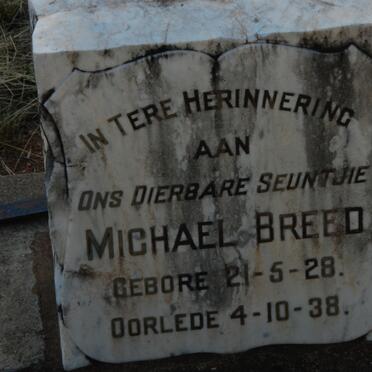 IN TERE HERINNERING
AAN
ONS DIERBARE SEUNTJIE
MICHAEL BREED
GEBORE 21-5-28.
OORLEDE 4-10-38.